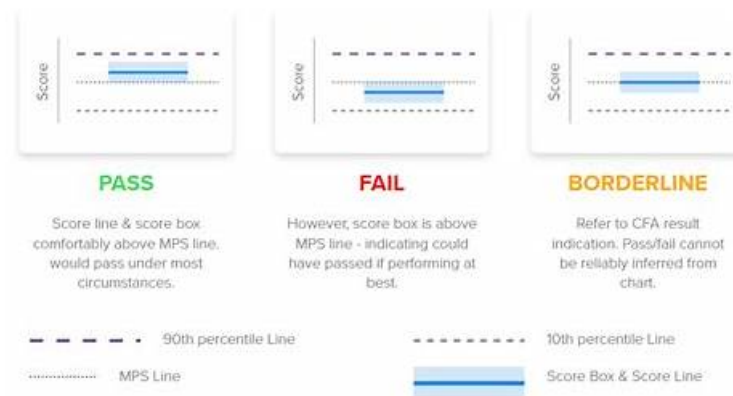 Score
Score
Score
PASS
FAIL
BORDERLINE
Score line & score box
comfortably above MPS line.
would pass under most
circumstances.
However, score box is above
MPS line - indicating could
have passed if performing at
best.
Refer to CFA result
indication. Pass/fail cannot
be reliably inferred from
chart.
90th percentile Line
10th percentile Line
MPS Line
Score Box & Score Line